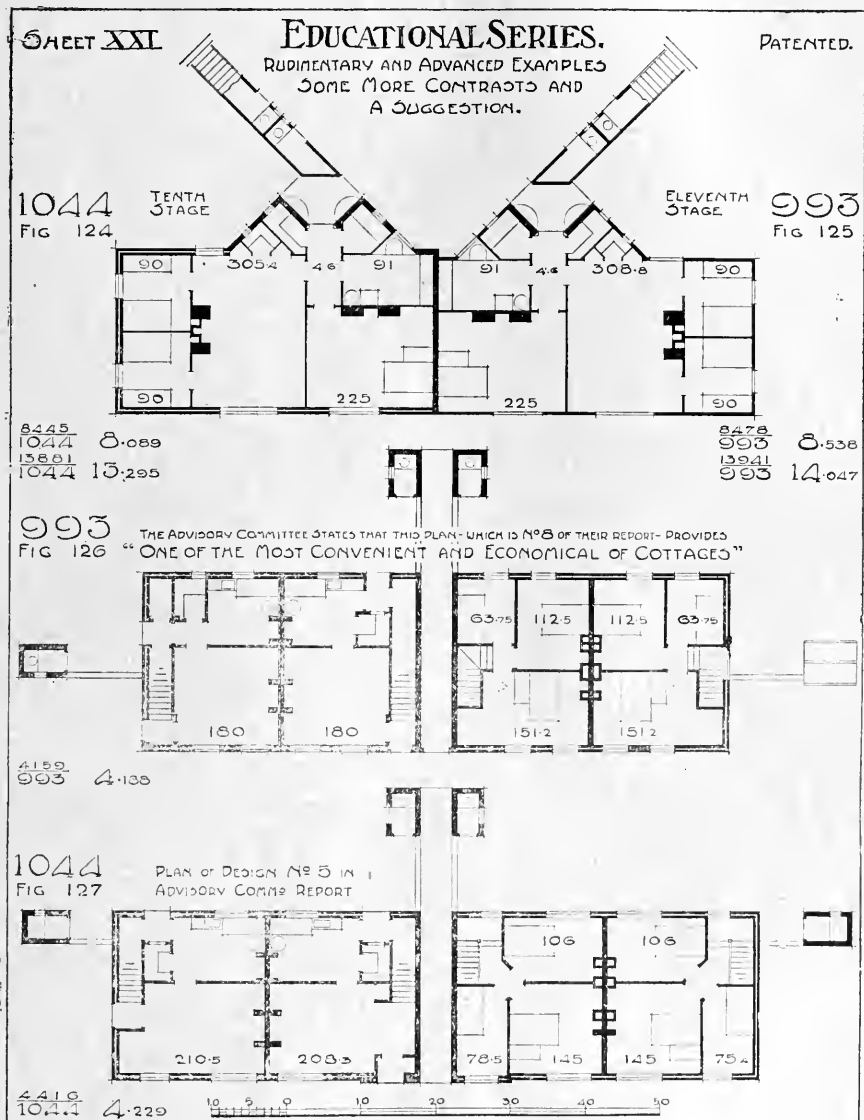 SHEET XXI
EDUCATIONAL SERIES.
PATENTED.
RUDIMENTARY AND ADVANCED EXAMPLES
SOME MORE CONTRASTS AND
A SUGGESTION.
1044
FIG 124
TENTH
STAGE
ELEVENTH
STAGE
993
FIG 125
90
305.4
4.6
91
91
4.6
308.8
90
90
225
225
90
8445
1044 8.089
13881
1044 13.295
8478
993 8.538
13941
993 14.047
993
FIG 126
THE ADVISORY COMMITTEE STATES THAT THIS PLAN - WHICH IS Nº 8 OF THEIR REPORT - PROVIDES
"ONE OF THE MOST CONVENIENT AND ECONOMICAL OF COTTAGES"
63.75
112.5
112.5
63.75
180
180
151.2
151.2
4159
993 4.138
1044
FIG 127
PLAN OF DESIGN Nº 5 IN
ADVISORY COMMS REPORT
106
106
210.5
208.3
78.5
145
145
75.4
4416
1044 4.229
10 5 0 10 20 30 40 50